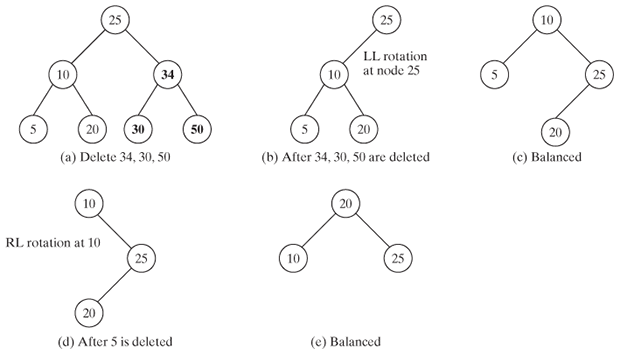 25
10
34
5
20
30
50
(a) Delete 34, 30, 50
25
LL rotation
at node 25
10
5
20
(b) After 34, 30, 50 are deleted
10
5
25
20
(c) Balanced
10
RL rotation at 10
25
20
(d) After 5 is deleted
20
10
25
(e) Balanced